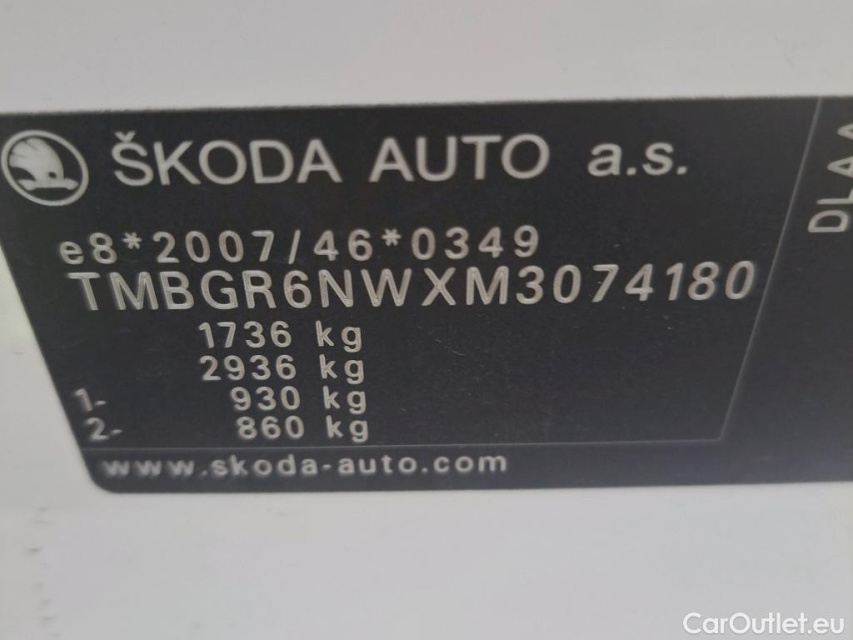 ŠKODA AUTO a.s.
e8*2007/46*0349
TMBGR6NWXM3074180
1736 kg
2936 kg
1- 930 kg
2- 860 kg
www.skoda-auto.com
CarOutlet.eu